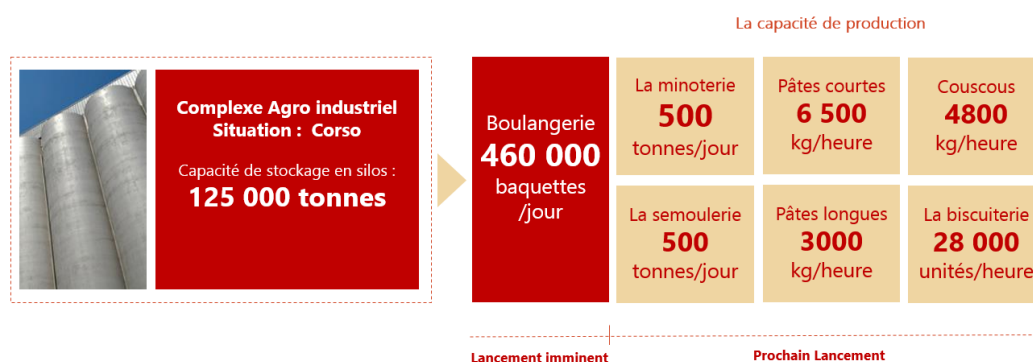 La capacité de production
Complexe Agro industriel
Situation : Corso
Capacité de stockage en silos :
125 000 tonnes
Boulangerie
460 000
baquettes
/jour
La minoterie
500
tonnes/jour
Pâtes courtes
6 500
kg/heure
Couscous
4800
kg/heure
La semoulerie
500
tonnes/jour
Pâtes longues
3000
kg/heure
La biscuiterie
28 000
unités/heure
Lancement imminent
Prochain Lancement